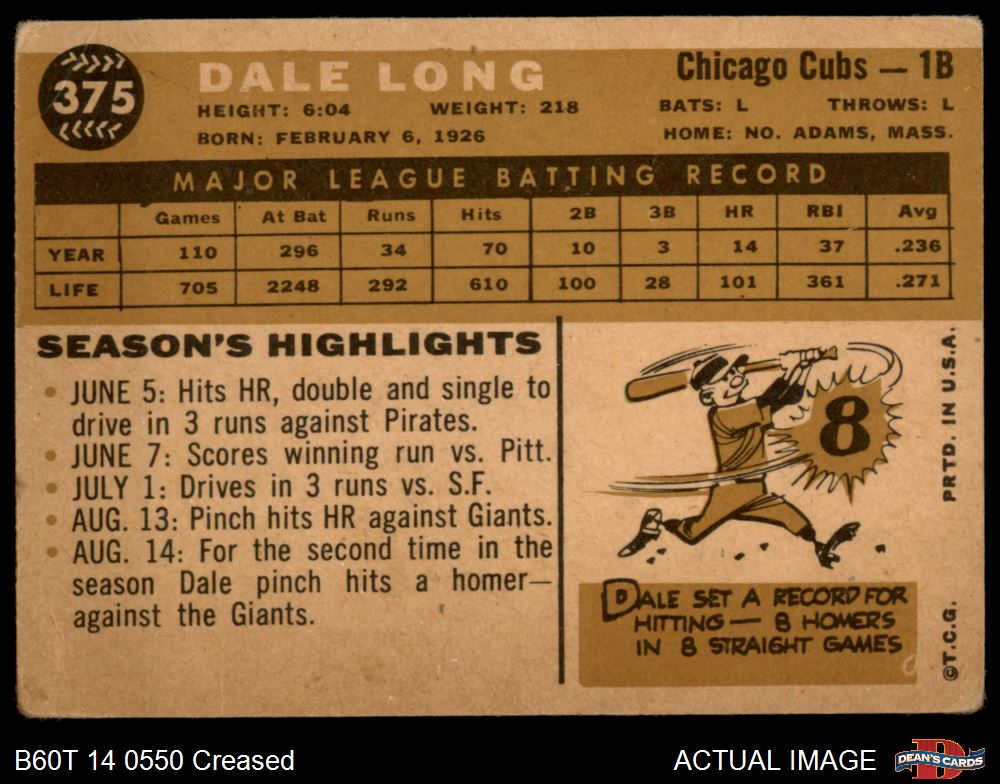 375
DALE LONG
Chicago Cubs — 1B
HEIGHT: 6:04 WEIGHT: 218 BATS: L THROWS: L
BORN: FEBRUARY 6, 1926 HOME: NO. ADAMS, MASS.
MAJOR LEAGUE BATTING RECORD
Games At Bat Runs Hits 2B 3B HR RBI Avg
YEAR 110 296 34 70 10 3 14 37 .236
LIFE 705 2248 292 610 100 28 101 361 .271
SEASON'S HIGHLIGHTS
• JUNE 5: Hits HR, double and single to
drive in 3 runs against Pirates.
• JUNE 7: Scores winning run vs. Pitt.
• JULY 1: Drives in 3 runs vs. S.F.
• AUG. 13: Pinch hits HR against Giants.
• AUG. 14: For the second time in the
season Dale pinch hits a homer—
against the Giants.
8
DALE SET A RECORD FOR
HITTING — 8 HOMERS
IN 8 STRAIGHT GAMES
©T.C.G. PRTD. IN U.S.A.
B60T 14 0550 Creased
ACTUAL IMAGE
D
DEAN'S CARDS